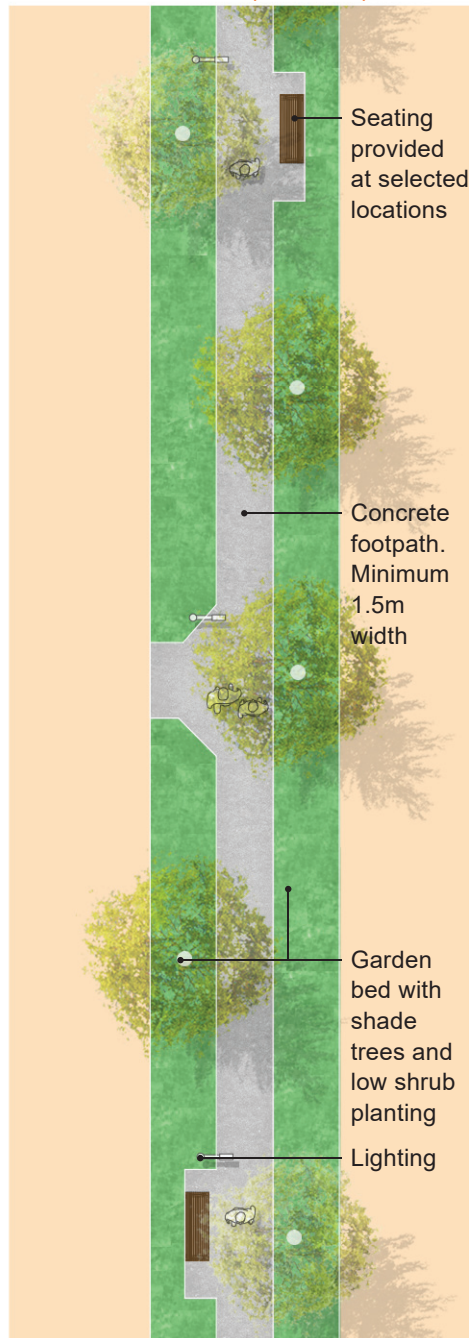 Seating
provided
at selected
locations
Concrete
footpath.
Minimum
1.5m
width
Garden
bed with
shade
trees and
low shrub
planting
Lighting